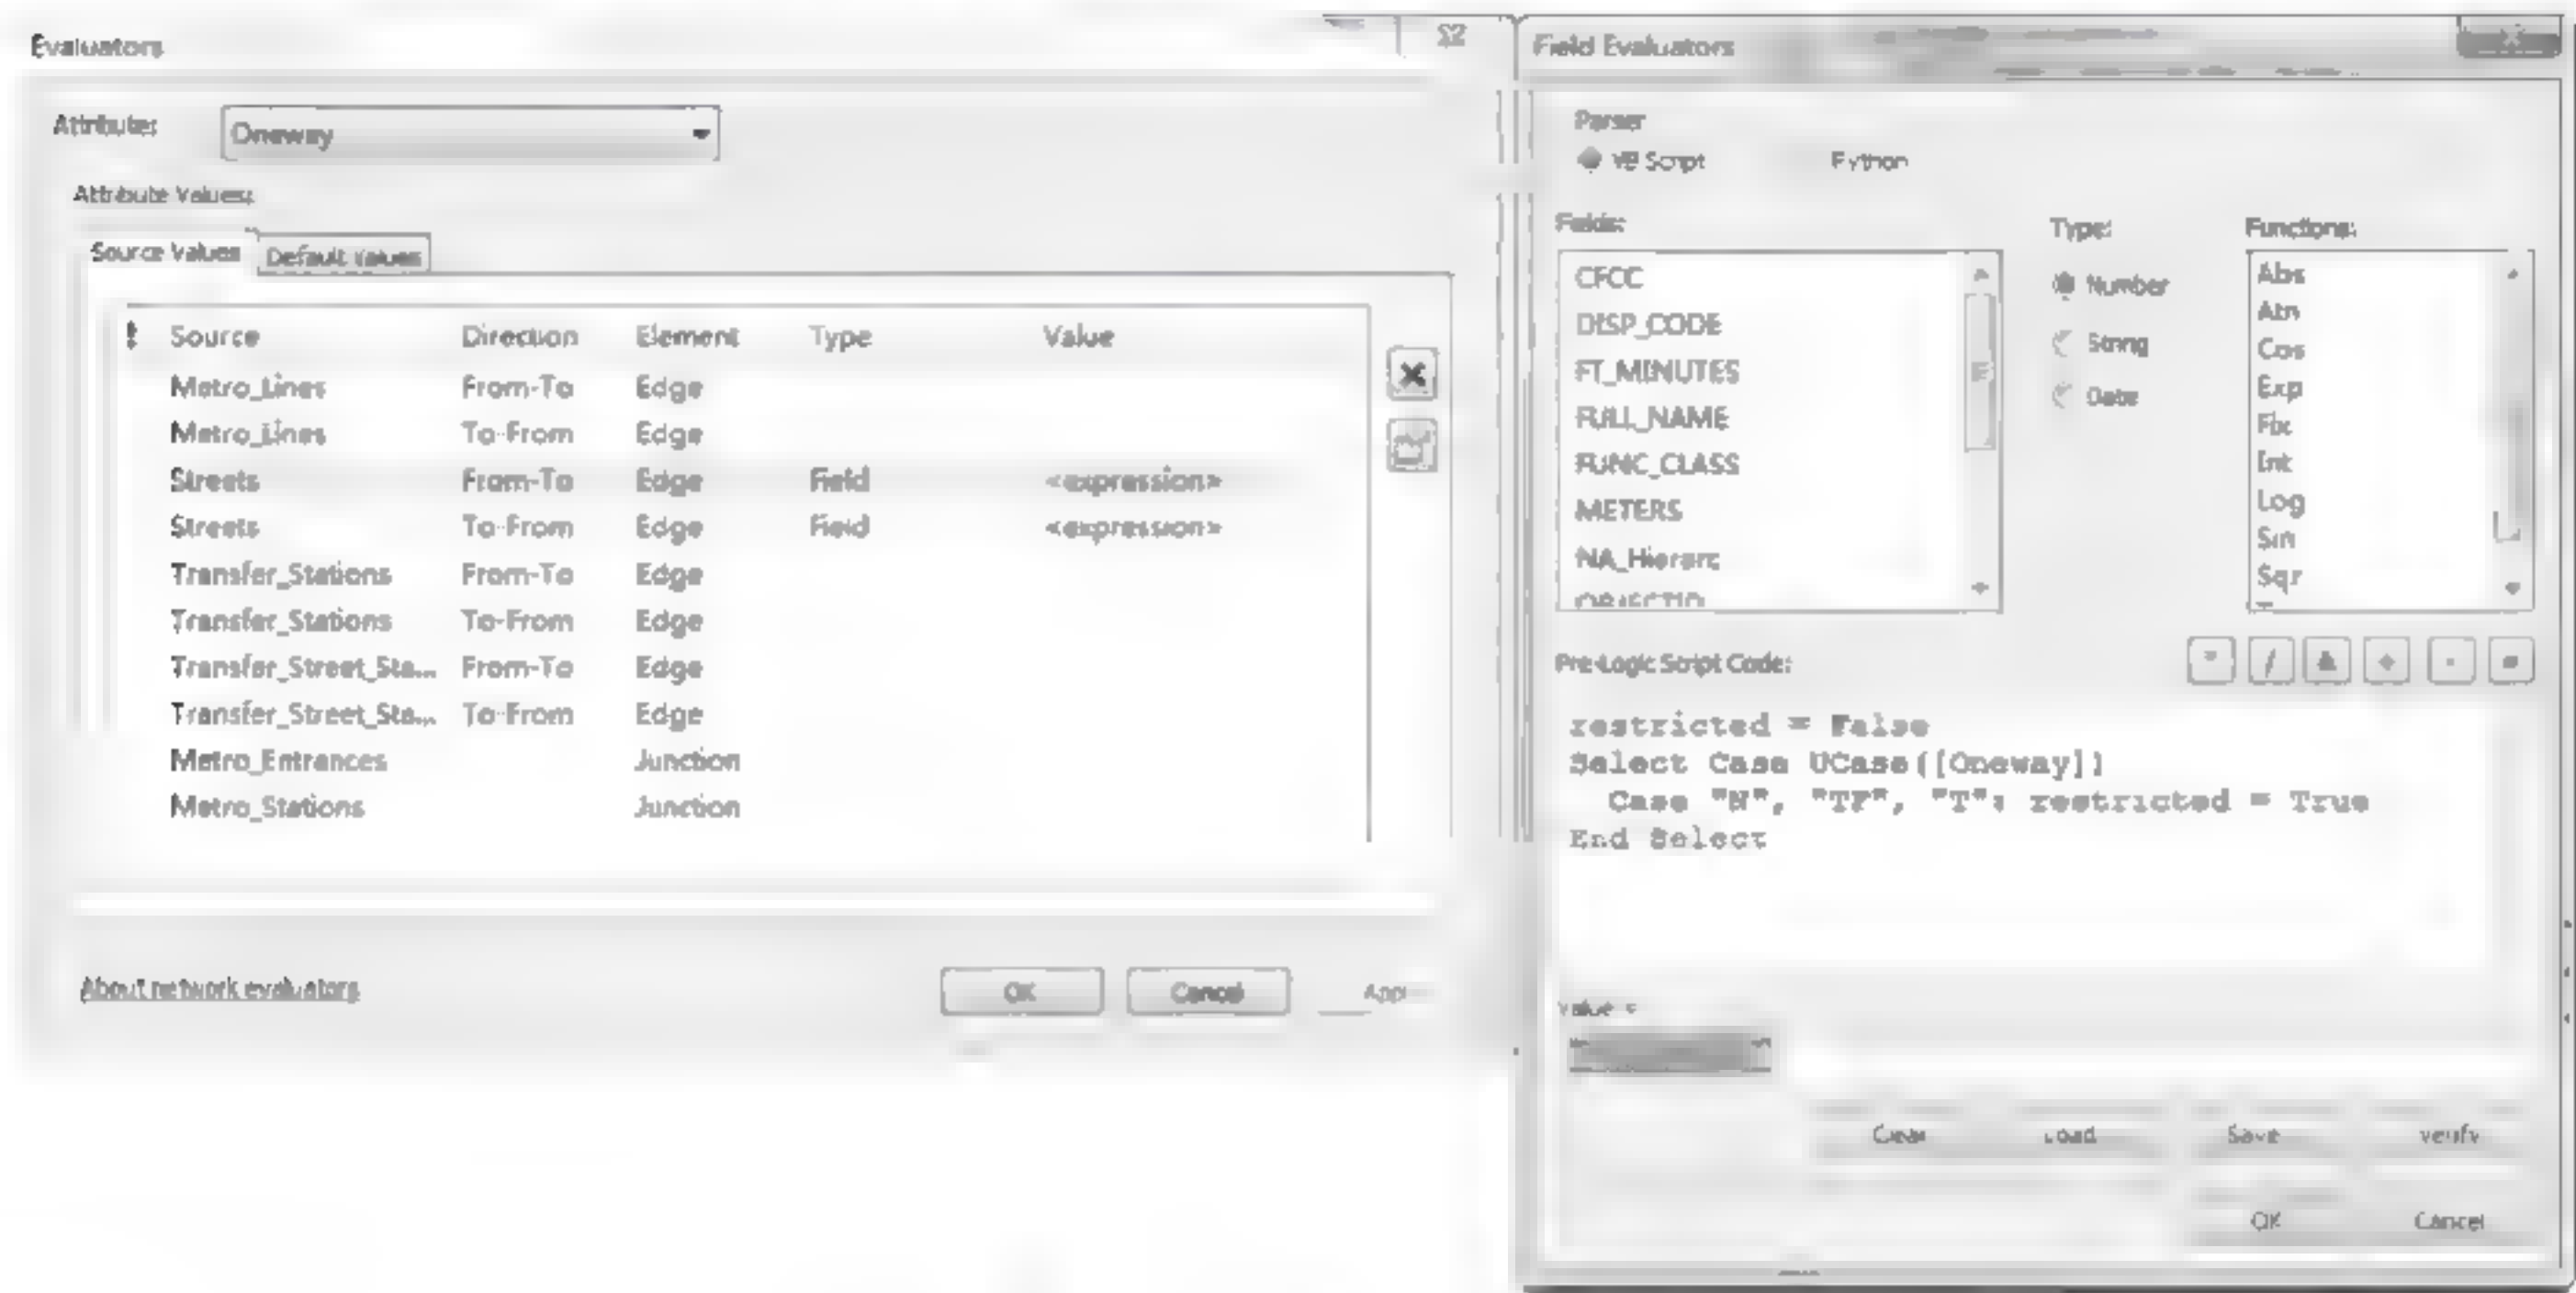 Evaluators
Attribute:
Oneway
Attribute Values:
Source Values Default Values
! Source Direction Element Type Value
Metro_Lines From-To Edge
Metro_Lines To-From Edge
Streets From-To Edge Field <expression>
Streets To-From Edge Field <expression>
Transfer_Stations From-To Edge
Transfer_Stations To-From Edge
Transfer_Street_Sta... From-To Edge
Transfer_Street_Sta... To-From Edge
Metro_Entrances Junction
Metro_Stations Junction
About network evaluators
OK Cancel
Field Evaluators
Parser
VB Script Python
Fields:
CFCC
DISP_CODE
FT_MINUTES
FULL_NAME
FUNC_CLASS
METERS
NA_Hierarc
OBJECTID
Type:
Number
String
Date
Functions:
Abs
Atn
Cos
Exp
Fix
Int
Log
Sin
Sqr
Pre-Logic Script Code:
restricted = False
Select Case UCase([Oneway])
Case "N", "TF", "T": restricted = True
End Select
Value =
Clear Load Save Verify
OK Cancel